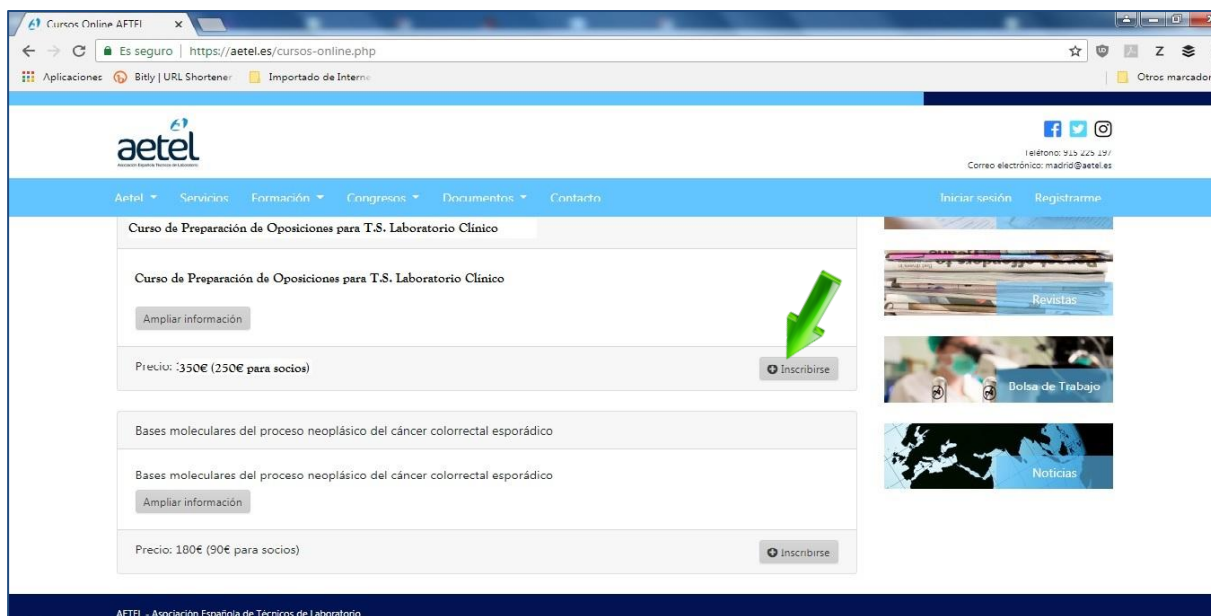 Cursos Online AETEL
Es seguro | https://aetel.es/cursos-online.php
Aplicaciones Bitly | URL Shortener Importado de Interne Otros marcador
aetel
Asociación Española Técnicos de Laboratorio
Teléfono: 915 225 197
Correo electrónico: madrid@aetel.es
Aetel Servicios Formación Congresos Documentos Contacto Iniciar sesión Registrarme
Curso de Preparación de Oposiciones para T.S. Laboratorio Clínico
Curso de Preparación de Oposiciones para T.S. Laboratorio Clínico
Ampliar información
Precio: 350€ (250€ para socios)
Inscribirse
Revistas
Bolsa de Trabajo
Bases moleculares del proceso neoplásico del cáncer colorrectal esporádico
Bases moleculares del proceso neoplásico del cáncer colorrectal esporádico
Ampliar información
Noticias
Precio: 180€ (90€ para socios)
Inscribirse
AETEL - Asociación Española de Técnicos de Laboratorio